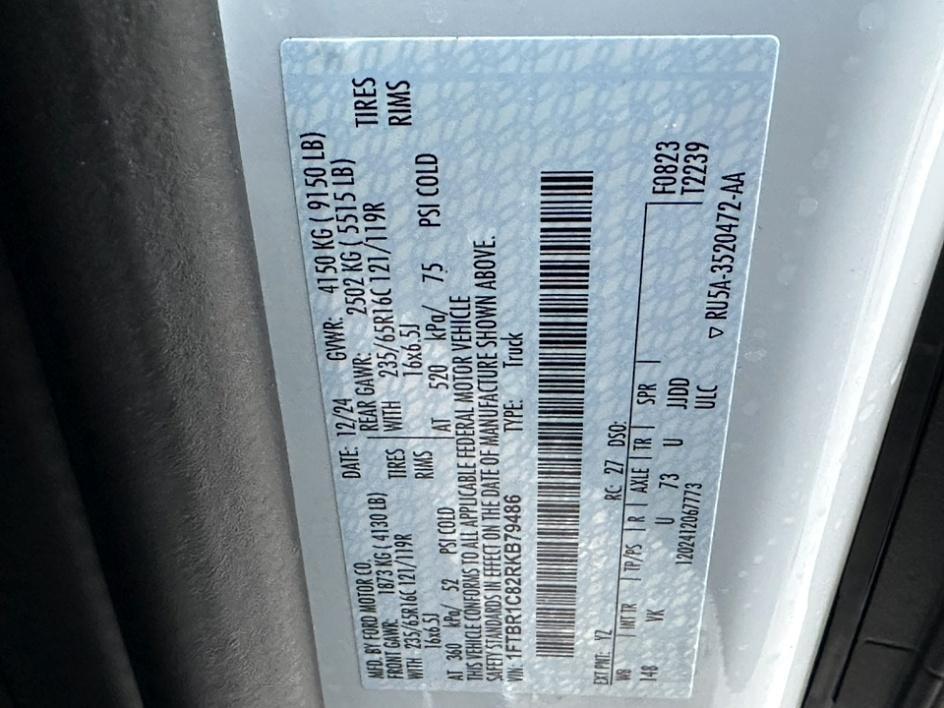 MFD. BY FORD MOTOR CO. DATE: 12/24 GVWR: 4150 KG ( 9150 LB)
FRONT GAWR: 1873 KG ( 4130 LB) REAR GAWR: 2502 KG ( 5515 LB)
WITH 235/65R16C 121/119R TIRES WITH 235/65R16C 121/119R TIRES
16x6.5J RIMS 16x6.5J RIMS
AT 360 kPa/ 52 PSI COLD AT 520 kPa/ 75 PSI COLD
THIS VEHICLE CONFORMS TO ALL APPLICABLE FEDERAL MOTOR VEHICLE
SAFETY STANDARDS IN EFFECT ON THE DATE OF MANUFACTURE SHOWN ABOVE.
VIN: 1FTBR1C82RKB79486 TYPE: Truck
EXT PNT: YZ RC: 27 DSO:
WB INT TR TP/PS R AXLE TR SPR F0823
148 VK U 73 U JJDD T2239
1202412067773 ULC
▽ RU5A-3520472-AA